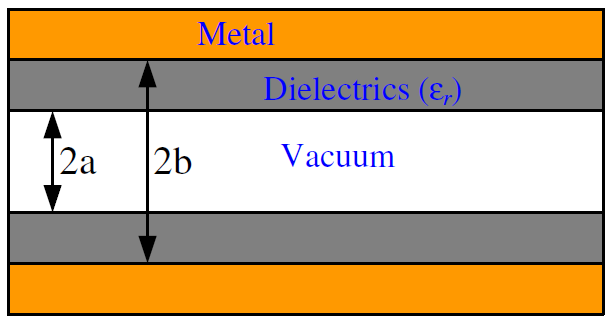 Metal
Dielectrics (εr)
Vacuum
2a
2b